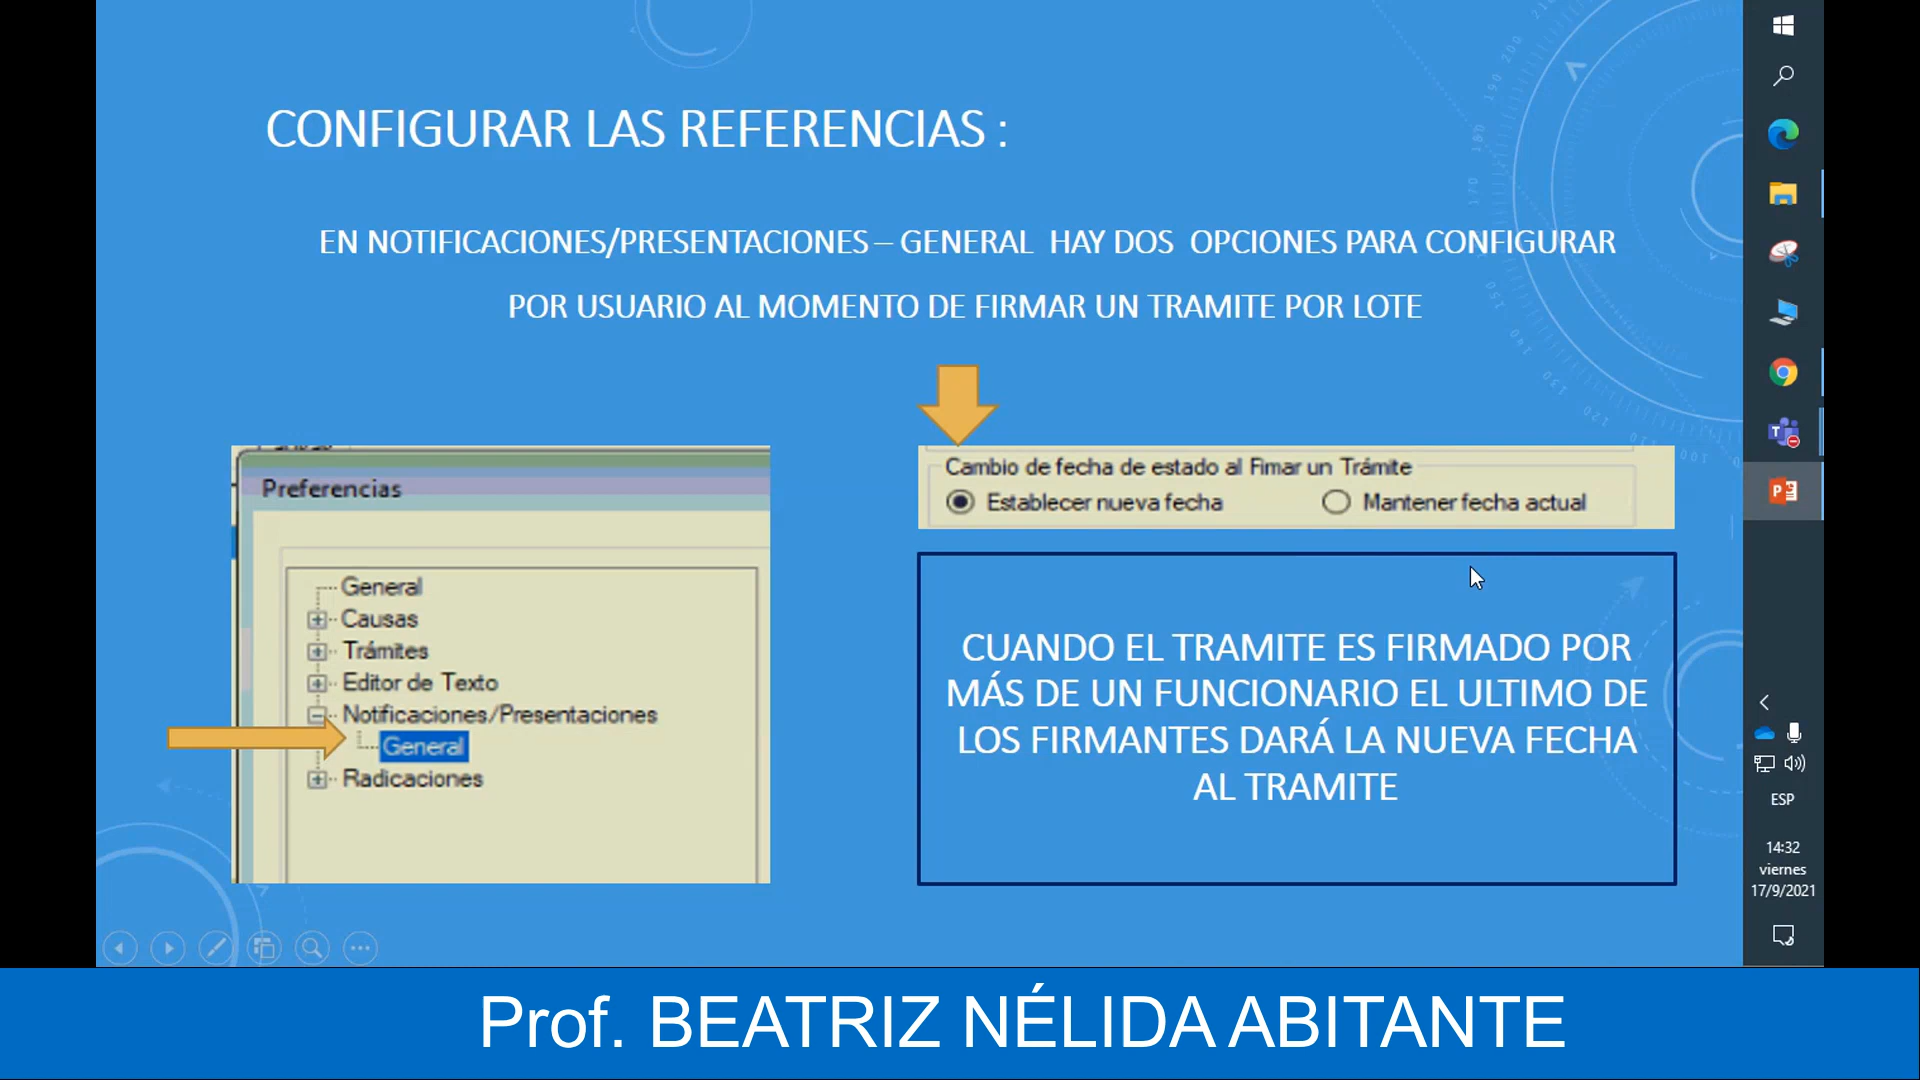 CONFIGURAR LAS REFERENCIAS :
EN NOTIFICACIONES/PRESENTACIONES – GENERAL HAY DOS OPCIONES PARA CONFIGURAR
POR USUARIO AL MOMENTO DE FIRMAR UN TRAMITE POR LOTE
Preferencias
General
Causas
Trámites
Editor de Texto
Notificaciones/Presentaciones
General
Radicaciones
Cambio de fecha de estado al Fimar un Trámite
Establecer nueva fecha
Mantener fecha actual
CUANDO EL TRAMITE ES FIRMADO POR
MÁS DE UN FUNCIONARIO EL ULTIMO DE
LOS FIRMANTES DARÁ LA NUEVA FECHA
AL TRAMITE
ESP
14:32
viernes
17/9/2021
Prof. BEATRIZ NÉLIDA ABITANTE